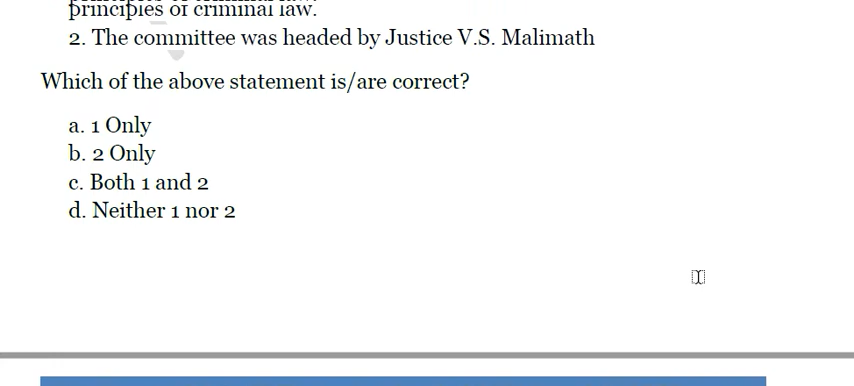 principles of criminal law.
2. The committee was headed by Justice V.S. Malimath
Which of the above statement is/are correct?
a. 1 Only
b. 2 Only
c. Both 1 and 2
d. Neither 1 nor 2